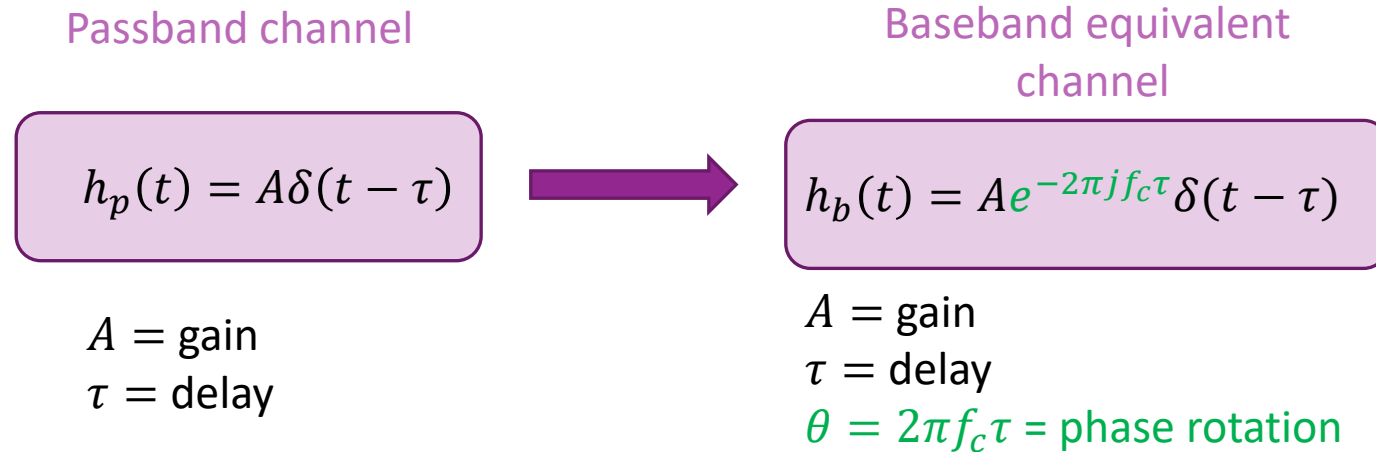 Passband channel
Baseband equivalent
channel
h_p(t) = Aδ(t − τ)
h_b(t) = Ae^{−2πjf_cτ}δ(t − τ)
A = gain
τ = delay
A = gain
τ = delay
θ = 2πf_cτ = phase rotation